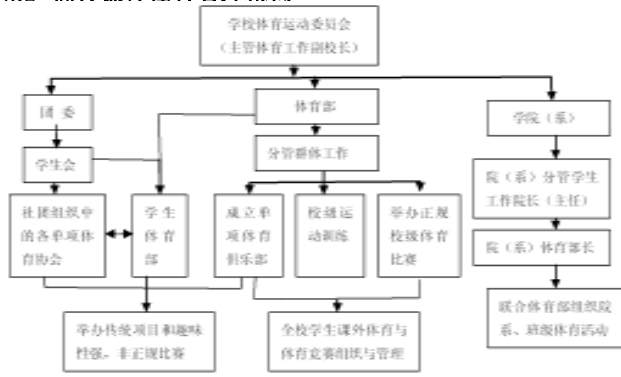 学校体育运动委员会
（主管体育工作副校长）
团 委
体育部
学院（系）
学生会
分管群体工作
院（系）分管学生
工作院长（主任）
社团组织中
的各单项体
育协会
学 生
体 育
部
成立单
项体育
俱乐部
校级运
动训练
举办正规
校级体育
比赛
院（系）体育部长
举办传统项目和趣味
性强，非正规比赛
全校学生课外体育与
体育竞赛组织与管理
联合体育部组织院
系、班级体育活动